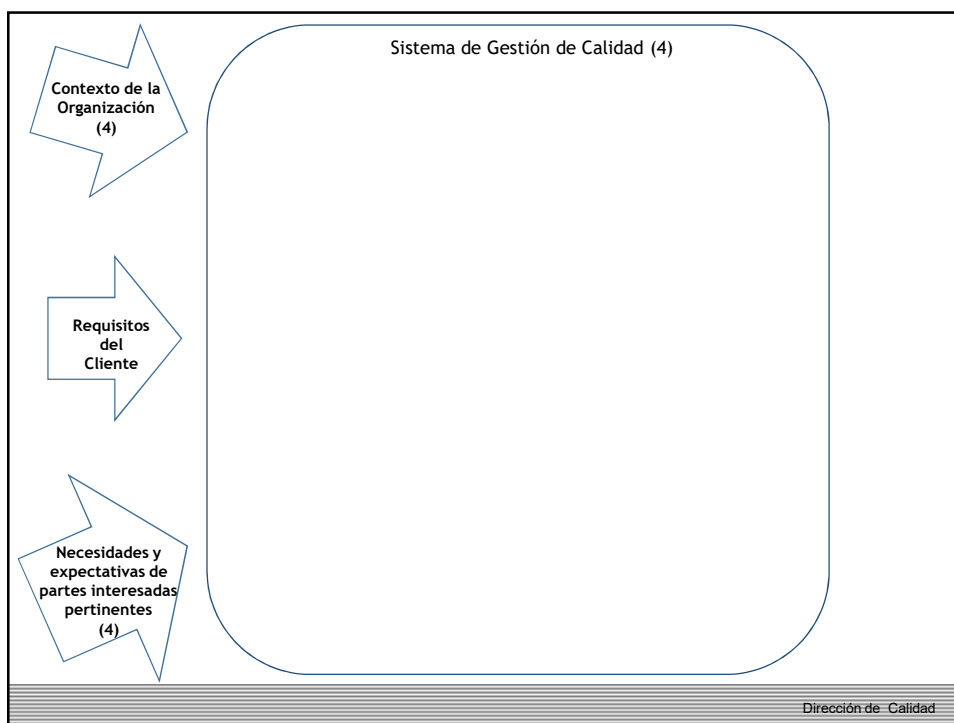 Sistema de Gestión de Calidad (4)
Contexto de la
Organización
(4)
Requisitos
del
Cliente
Necesidades y
expectativas de
partes interesadas
pertinentes
(4)
Dirección de Calidad